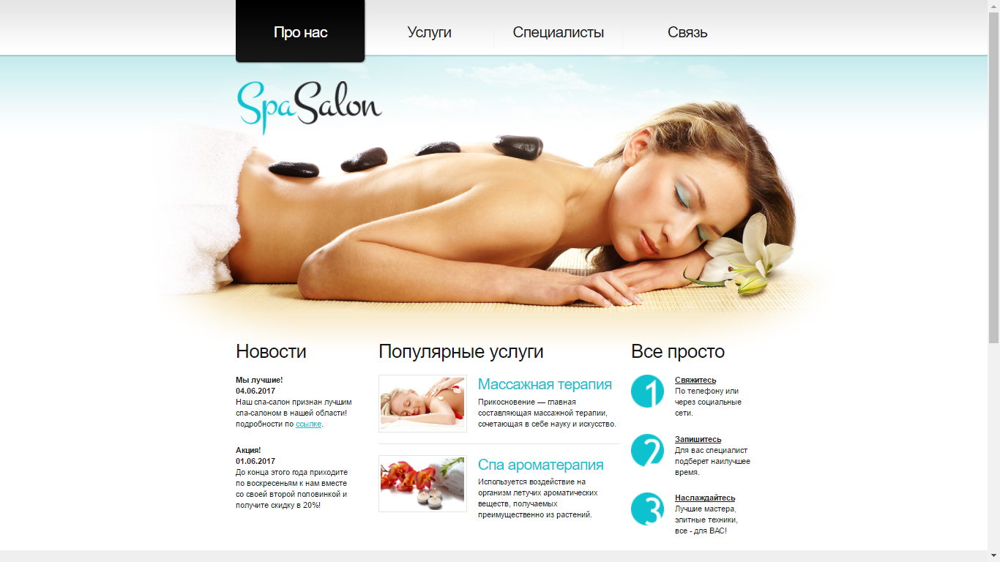 Про нас
Услуги
Специалисты
Связь
SpaSalon
Новости
Мы лучшие!
04.06.2017
Наш спа-салон признан лучшим
спа-салоном в нашей области!
подробности по ссылке.
Акция!
01.06.2017
До конца этого года приходите
по воскресеньям к нам вместе
со своей второй половинкой и
получите скидку в 20%!
Популярные услуги
Массажная терапия
Прикосновение — главная
составляющая массажной терапии,
сочетающая в себе науку и искусство.
Спа ароматерапия
Используется воздействие на
организм летучих ароматических
веществ, получаемых
преимущественно из растений.
Все просто
1
Свяжитесь
По телефону или
через социальные
сети.
2
Запишитесь
Для вас специалист
подберет наилучшее
время.
3
Наслаждайтесь
Лучшие мастера,
элитные техники,
все - для ВАС!